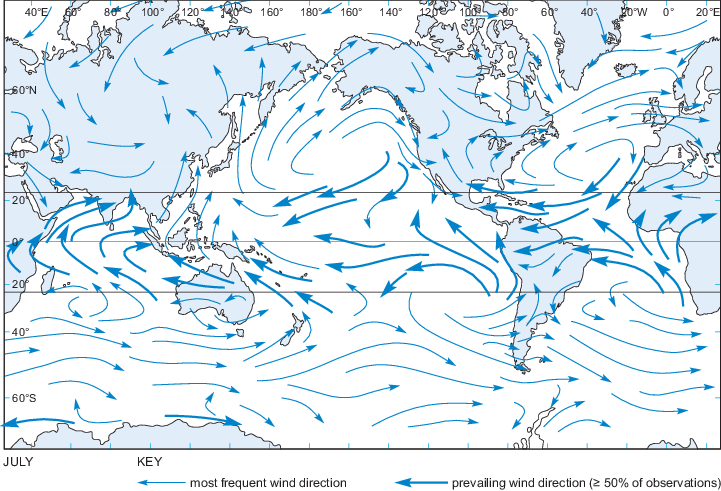 40°E 60° 80° 100° 120° 140° 160° 180° 160° 140° 120° 100° 80° 60° 40° 20°W 0° 20°E
60°N
40°
20°
0°
20°
40°
60°S
JULY KEY
most frequent wind direction prevailing wind direction (≥ 50% of observations)